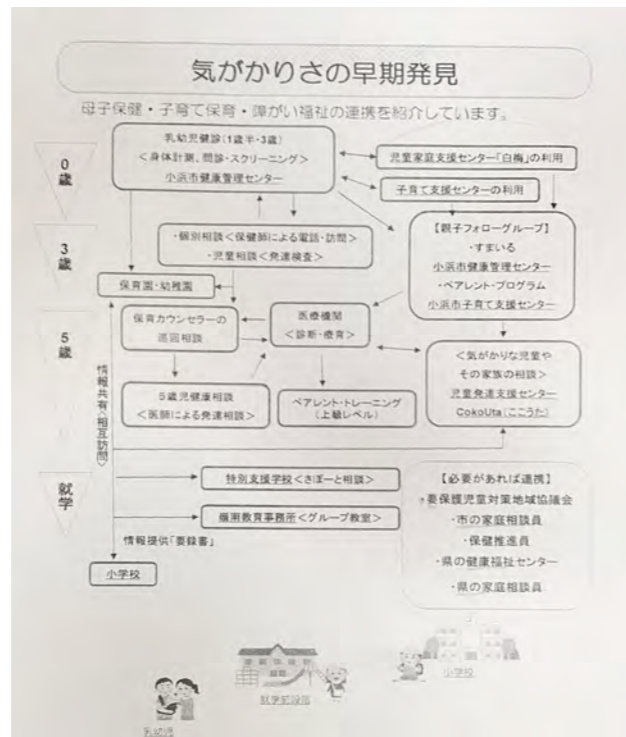 気がかりさの早期発見
母子保健・子育て保育・障がい福祉の連携を紹介しています。
0歳
乳幼児健診(1歳半・3歳)
<身体計測、問診・スクリーニング>
小浜市健康管理センター
児童家庭支援センター「白梅」の利用
子育て支援センターの利用
3歳
・個別相談<保健師による電話・訪問>
・児童相談<発達検査>
【親子フォローグループ】
・すまいる
小浜市健康管理センター
・ペアレント・プログラム
小浜市子育て支援センター
保育園・幼稚園
5歳
保育カウンセラーの
巡回相談
医療機関
<診断・療育>
<気がかりな児童や
その家族の相談>
児童発達支援センター
CokoUta(ここうた)
5歳児健康相談
<医師による発達相談>
ペアレント・トレーニング
(上級レベル)
情報共有<相互訪問>
就学
特別支援学校<さぽーと相談>
嶺南教育事務所<グループ教室>
情報提供「要録書」
小学校
【必要があれば連携】
・要保護児童対策地域協議会
・市の家庭相談員
・保健推進員
・県の健康福祉センター
・県の家庭相談員
小学校
就学前設部
乳幼児